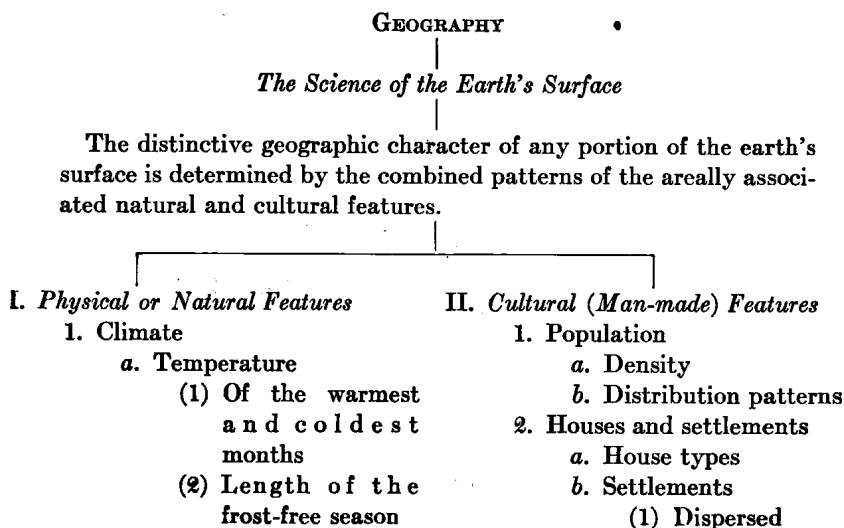 GEOGRAPHY
The Science of the Earth's Surface
The distinctive geographic character of any portion of the earth's
surface is determined by the combined patterns of the areally associ-
ated natural and cultural features.
I. Physical or Natural Features
1. Climate
a. Temperature
(1) Of the warmest
and coldest
months
(2) Length of the
frost-free season
II. Cultural (Man-made) Features
1. Population
a. Density
b. Distribution patterns
2. Houses and settlements
a. House types
b. Settlements
(1) Dispersed